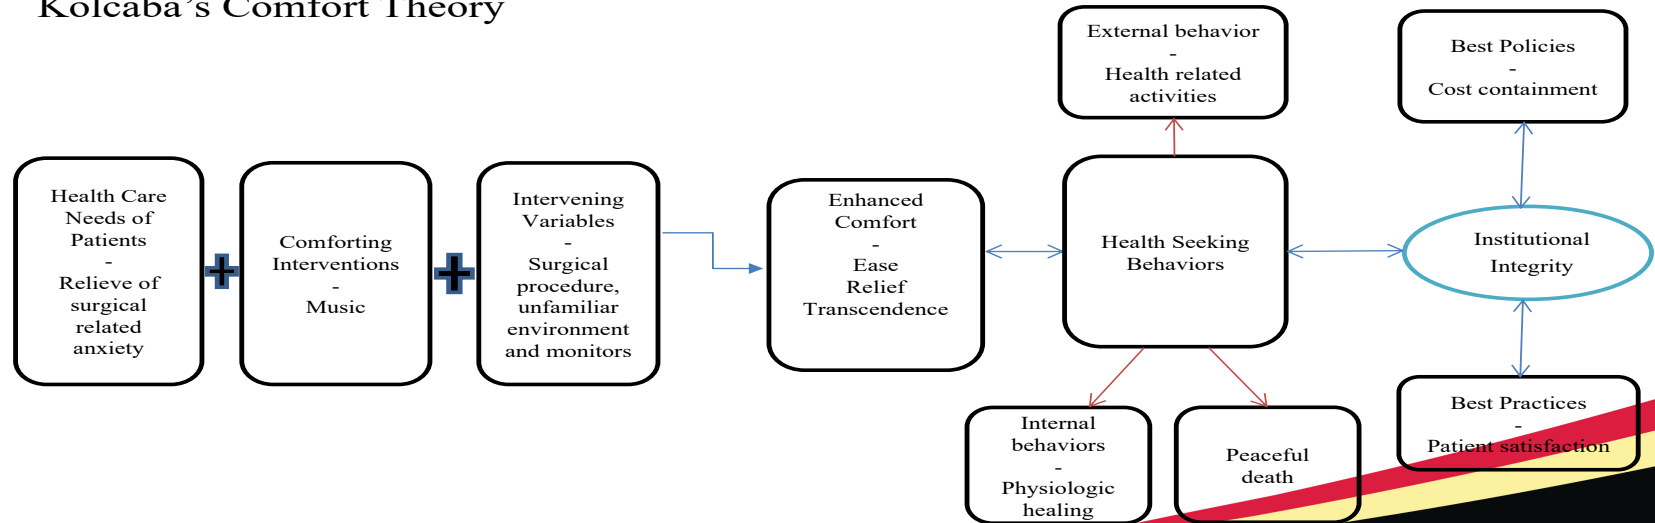 Kolcaba's Comfort Theory
External behavior
-
Health related
activities
Best Policies
-
Cost containment
Health Care
Needs of
Patients
-
Relieve of
surgical
related
anxiety
Comforting
Interventions
-
Music
Intervening
Variables
-
Surgical
procedure,
unfamiliar
environment
and monitors
Enhanced
Comfort
-
Ease
Relief
Transcendence
Health Seeking
Behaviors
Institutional
Integrity
Internal
behaviors
-
Physiologic
healing
Peaceful
death
Best Practices
-
Patient satisfaction